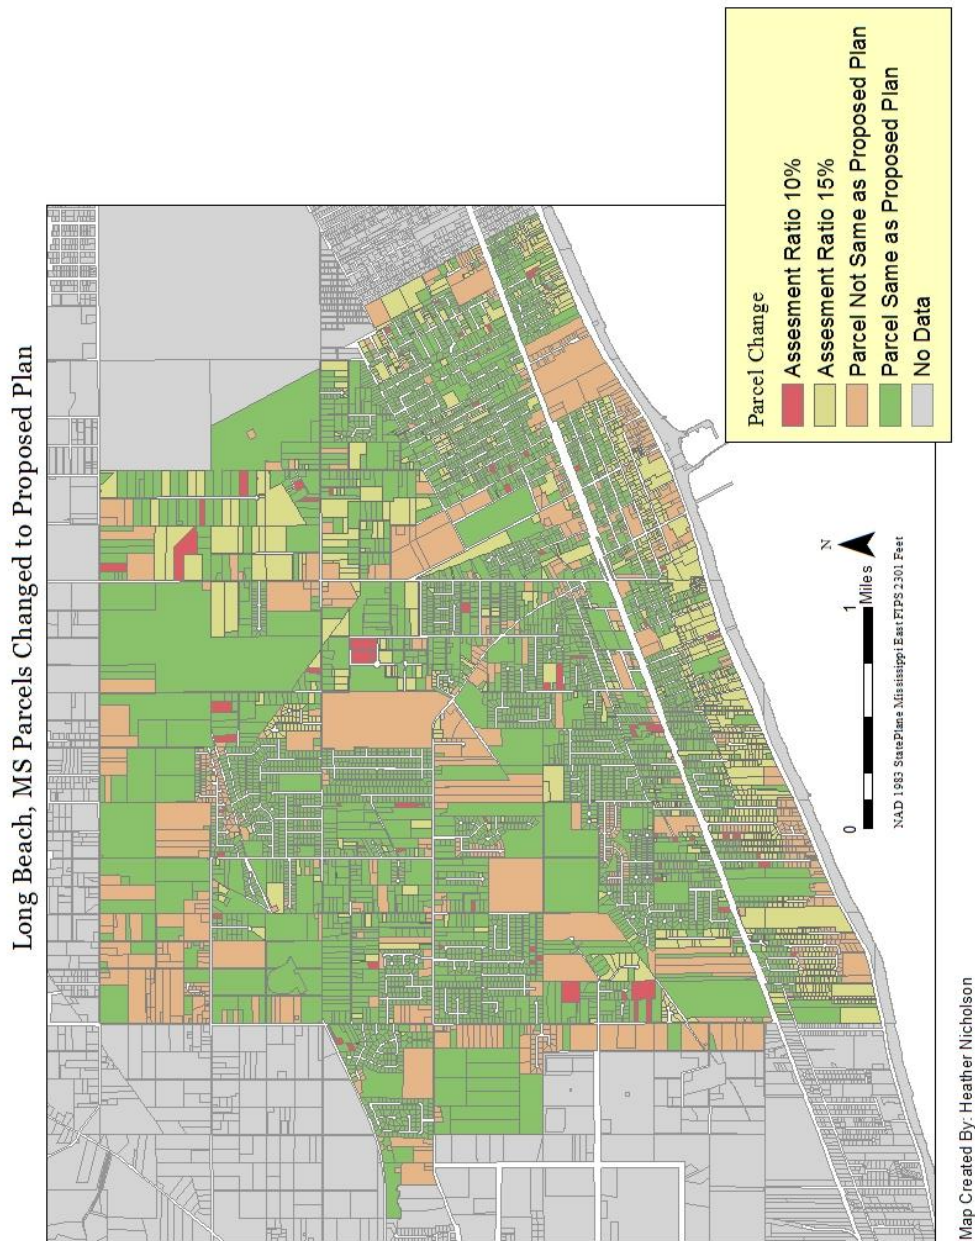 Long Beach, MS Parcels Changed to Proposed Plan
Parcel Change
Assesment Ratio 10%
Assesment Ratio 15%
Parcel Not Same as Proposed Plan
Parcel Same as Proposed Plan
No Data
N
0
1
Miles
NAD 1983 StatePlane Mississippi East FIPS 2301 Feet
Map Created By: Heather Nicholson